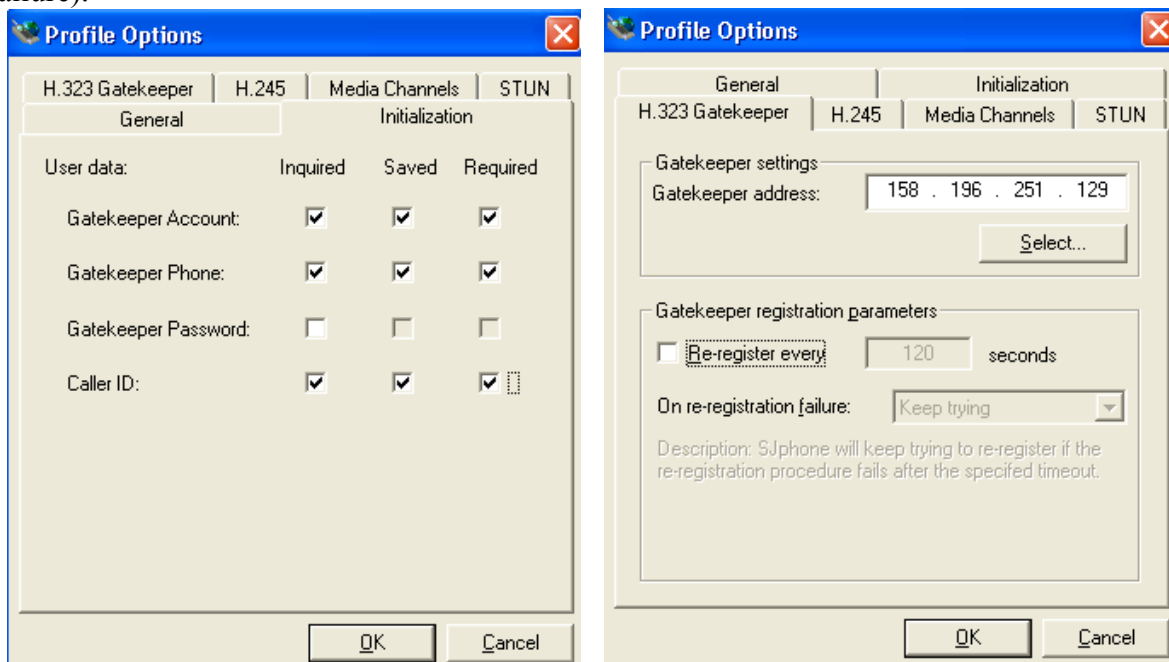 Profile Options
H.323 Gatekeeper H.245 Media Channels STUN
General Initialization
User data: Inquired Saved Required
Gatekeeper Account:
Gatekeeper Phone:
Gatekeeper Password:
Caller ID:
OK Cancel
Profile Options
General Initialization
H.323 Gatekeeper H.245 Media Channels STUN
Gatekeeper settings
Gatekeeper address: 158 . 196 . 251 . 129
Select...
Gatekeeper registration parameters
Re-register every 120 seconds
On re-registration failure: Keep trying
Description: SJphone will keep trying to re-register if the
re-registration procedure fails after the specifed timeout.
OK Cancel